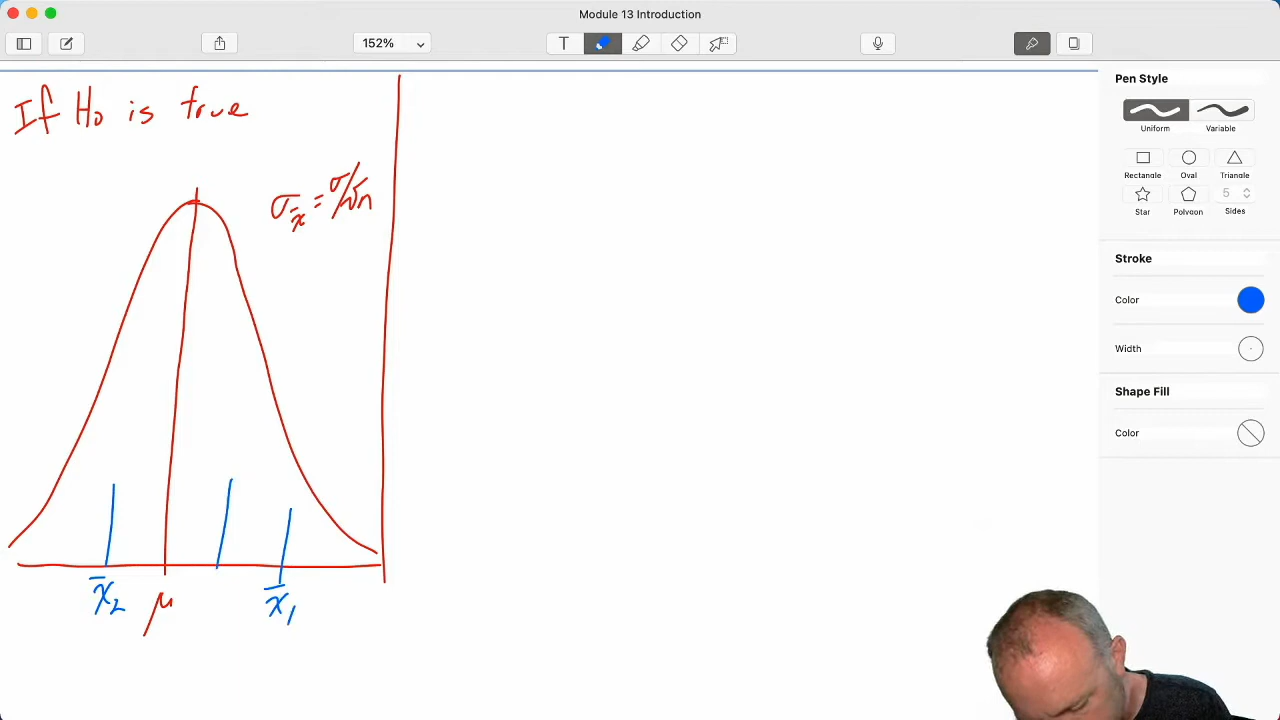 Module 13 Introduction
152%
T
If H₀ is true
σx̄ = σ/√n
x̄₂
μ
x̄₁
Pen Style
Uniform
Variable
Rectangle
Oval
Triangle
Star
Polygon
5
Sides
Stroke
Color
Width
Shape Fill
Color